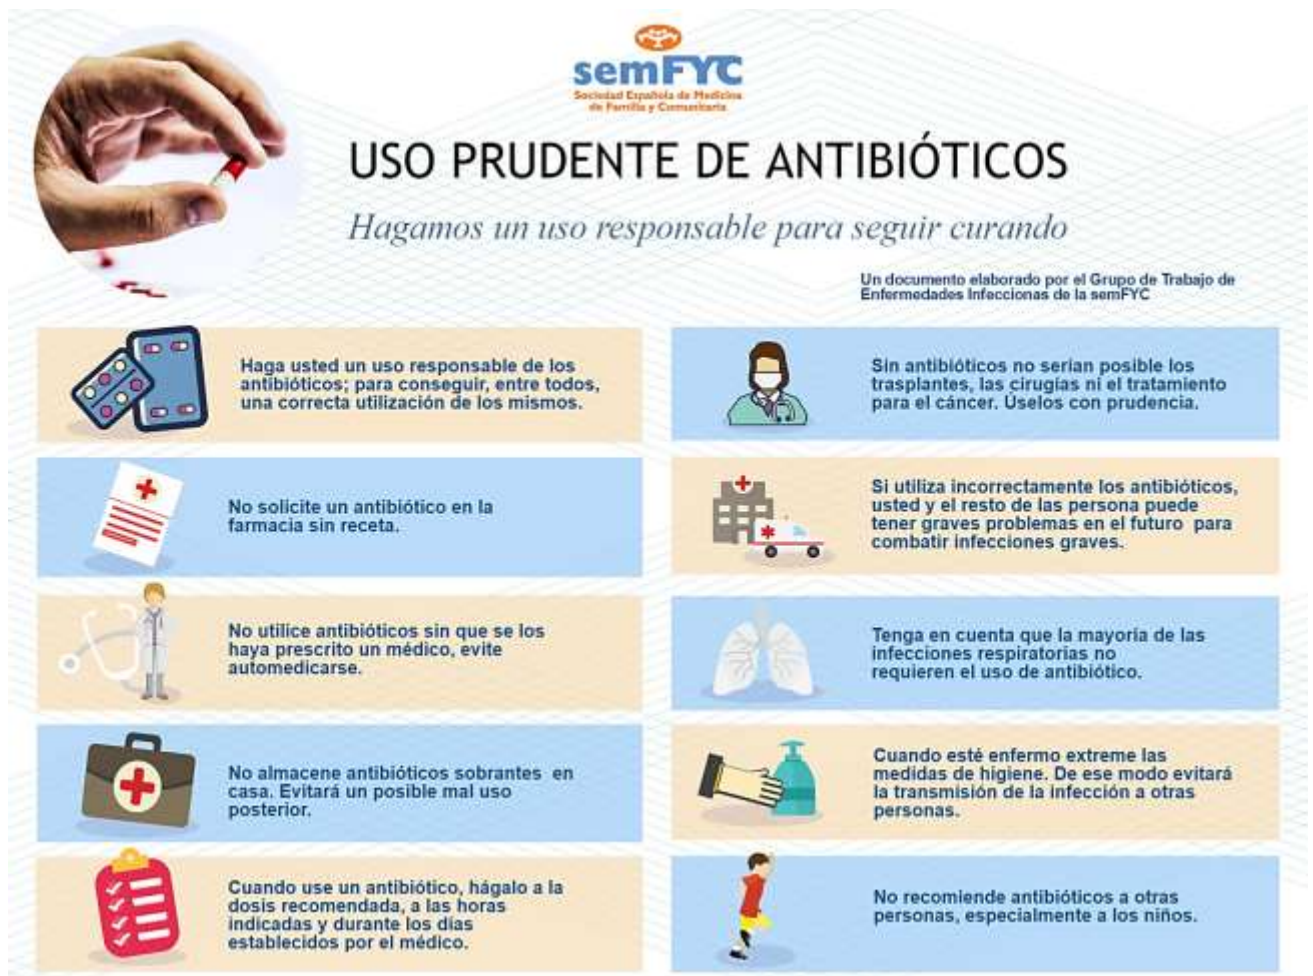 semFYC
Sociedad Española de Medicina
de Familia y Comunitaria
USO PRUDENTE DE ANTIBIÓTICOS
Hagamos un uso responsable para seguir curando
Un documento elaborado por el Grupo de Trabajo de
Enfermedades Infeccionas de la semFYC
Haga usted un uso responsable de los
antibióticos; para conseguir, entre todos,
una correcta utilización de los mismos.
No solicite un antibiótico en la
farmacia sin receta.
No utilice antibióticos sin que se los
haya prescrito un médico, evite
automedicarse.
No almacene antibióticos sobrantes en
casa. Evitará un posible mal uso
posterior.
Cuando use un antibiótico, hágalo a la
dosis recomendada, a las horas
indicadas y durante los días
establecidos por el médico.
Sin antibióticos no serían posible los
trasplantes, las cirugías ni el tratamiento
para el cáncer. Úselos con prudencia.
Si utiliza incorrectamente los antibióticos,
usted y el resto de las persona puede
tener graves problemas en el futuro para
combatir infecciones graves.
Tenga en cuenta que la mayoría de las
infecciones respiratorias no
requieren el uso de antibiótico.
Cuando esté enfermo extreme las
medidas de higiene. De ese modo evitará
la transmisión de la infección a otras
personas.
No recomiende antibióticos a otras
personas, especialmente a los niños.